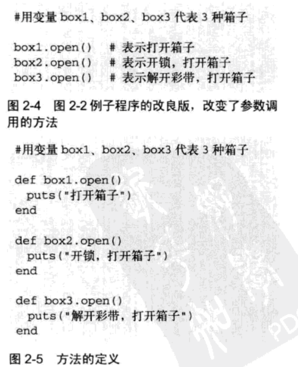 #用变量 box1、box2、box3 代表 3 种箱子
box1.open() # 表示打开箱子
box2.open() # 表示开锁，打开箱子
box3.open() # 表示解开彩带，打开箱子
图 2-4 图 2-2 例子程序的改良版，改变了参数调
用的方法
#用变量 box1、box2、box3 代表 3 种箱子
def box1.open()
puts("打开箱子")
end
def box2.open()
puts("开锁，打开箱子")
end
def box3.open()
puts("解开彩带，打开箱子")
end
图 2-5 方法的定义